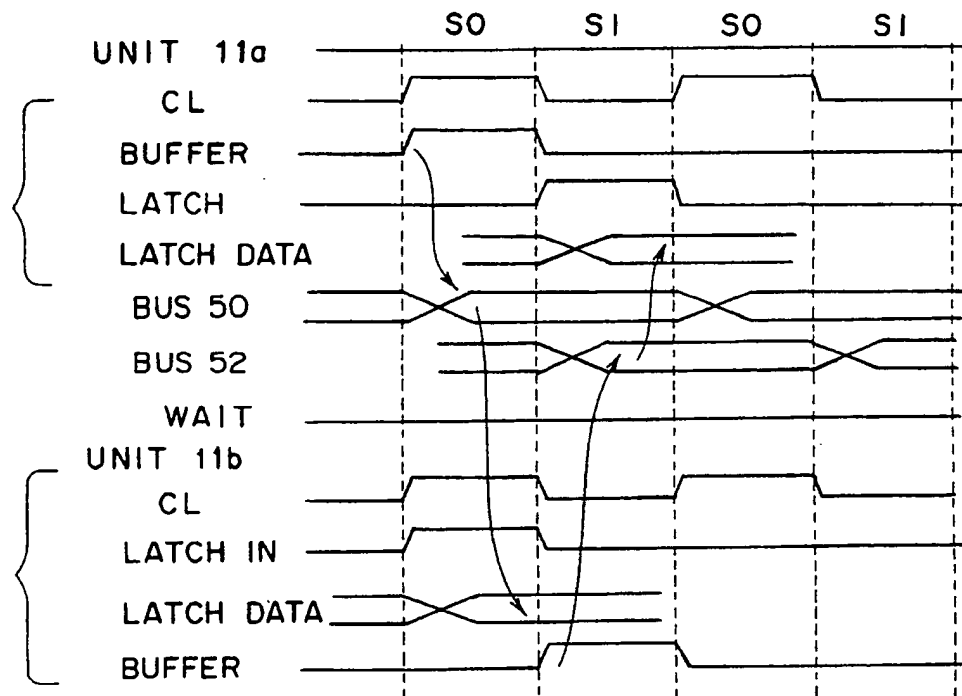 S0 S1 S0 S1
UNIT 11a
CL
BUFFER
LATCH
LATCH DATA
BUS 50
BUS 52
WAIT
UNIT 11b
CL
LATCH IN
LATCH DATA
BUFFER